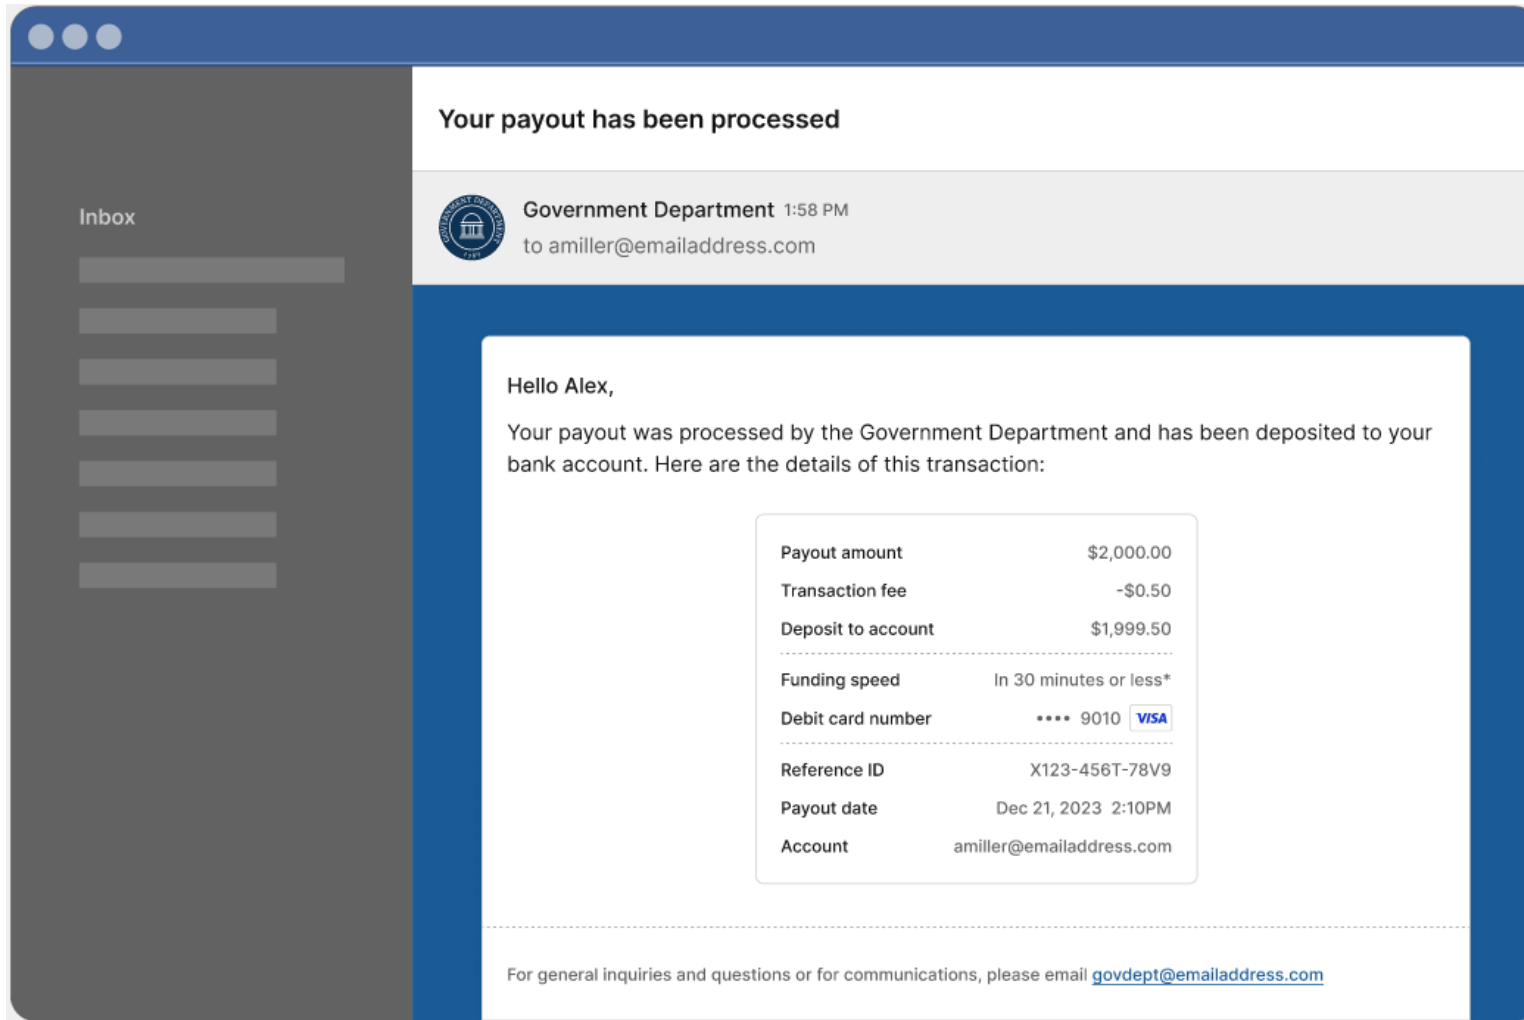 Your payout has been processed
Inbox
Government Department 1:58 PM
to amiller@emailaddress.com
GOVERNMENT DEPARTMENT
1789
Hello Alex,
Your payout was processed by the Government Department and has been deposited to your
bank account. Here are the details of this transaction:
Payout amount $2,000.00
Transaction fee -$0.50
Deposit to account $1,999.50
Funding speed In 30 minutes or less*
Debit card number •••• 9010 VISA
Reference ID X123-456T-78V9
Payout date Dec 21, 2023 2:10PM
Account amiller@emailaddress.com
For general inquiries and questions or for communications, please email govdept@emailaddress.com